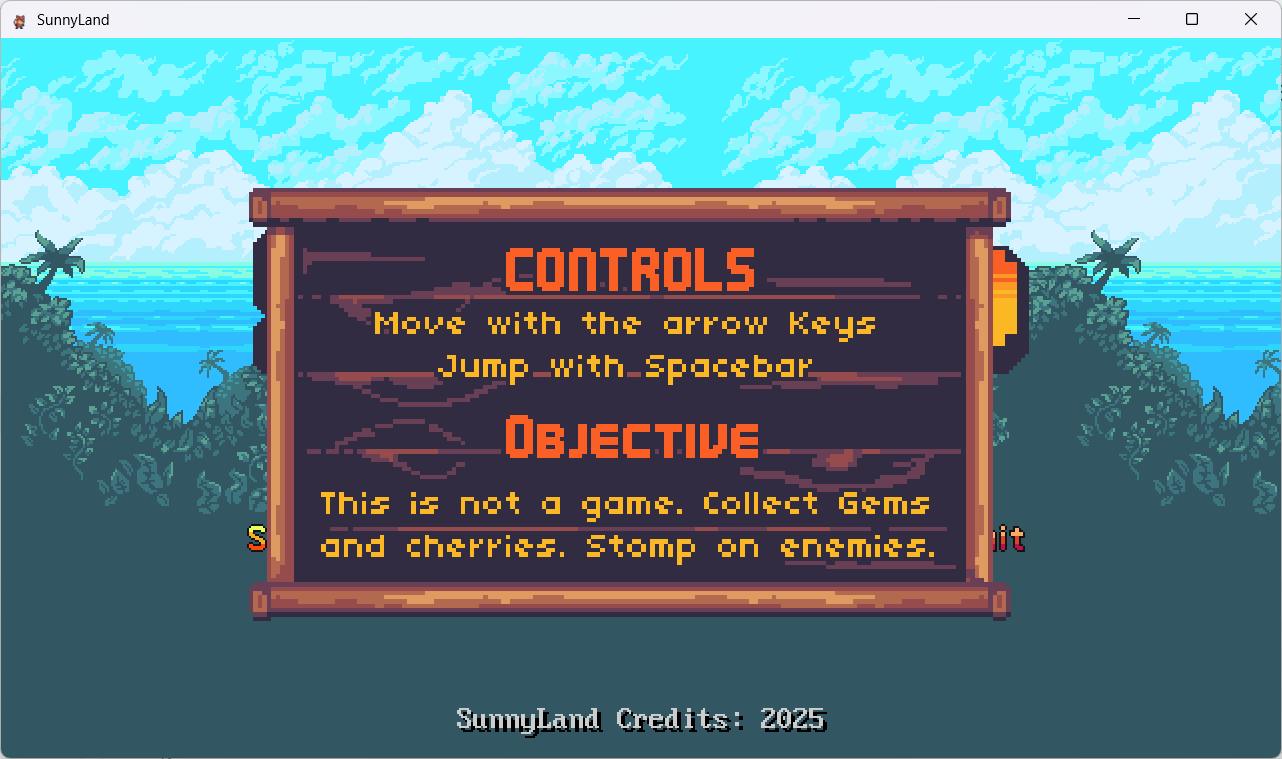 SunnyLand
CONTROLS
Move with the arrow Keys
Jump with Spacebar
OBJECTIVE
This is not a game. Collect Gems
and cherries. Stomp on enemies.
SunnyLand Credits: 2025